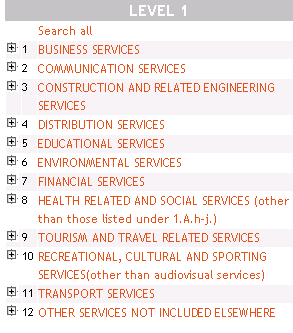 LEVEL 1
Search all
1 BUSINESS SERVICES
2 COMMUNICATION SERVICES
3 CONSTRUCTION AND RELATED ENGINEERING
SERVICES
4 DISTRIBUTION SERVICES
5 EDUCATIONAL SERVICES
6 ENVIRONMENTAL SERVICES
7 FINANCIAL SERVICES
8 HEALTH RELATED AND SOCIAL SERVICES (other
than those listed under 1.A.h-j.)
9 TOURISM AND TRAVEL RELATED SERVICES
10 RECREATIONAL, CULTURAL AND SPORTING
SERVICES(other than audiovisual services)
11 TRANSPORT SERVICES
12 OTHER SERVICES NOT INCLUDED ELSEWHERE